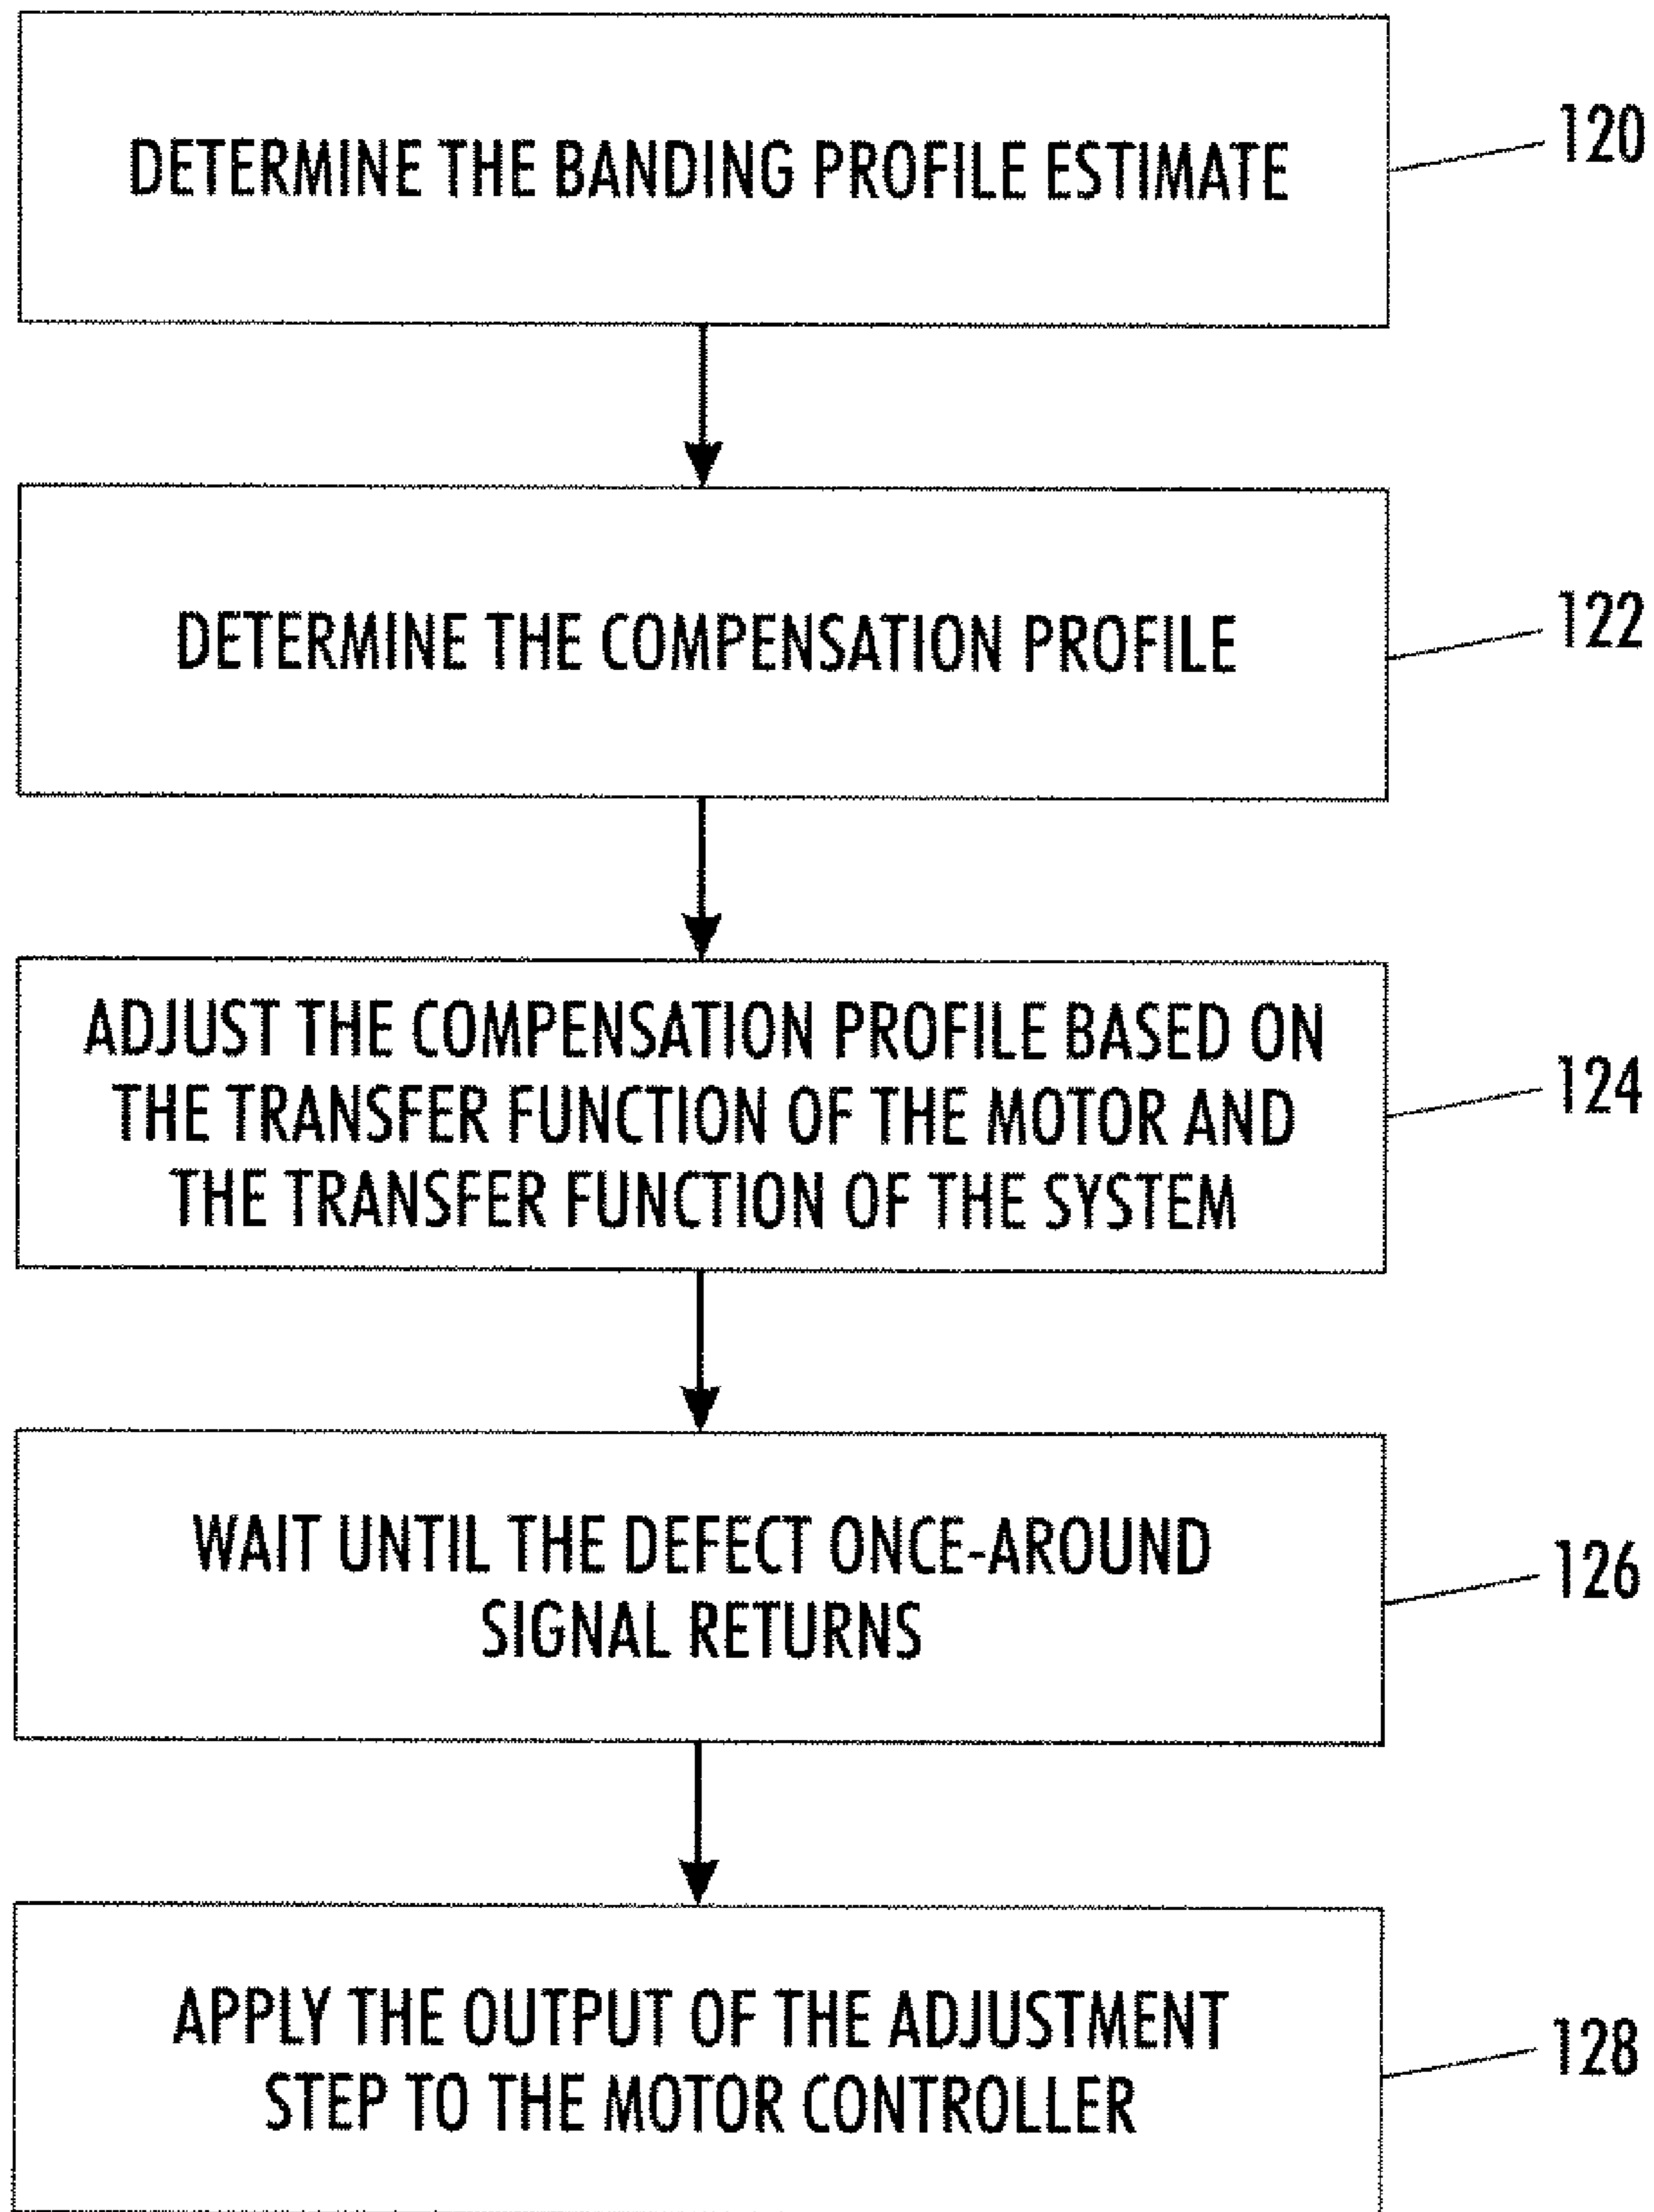 DETERMINE THE BANDING PROFILE ESTIMATE
120
DETERMINE THE COMPENSATION PROFILE
122
ADJUST THE COMPENSATION PROFILE BASED ON
THE TRANSFER FUNCTION OF THE MOTOR AND
THE TRANSFER FUNCTION OF THE SYSTEM
124
WAIT UNTIL THE DEFECT ONCE-AROUND
SIGNAL RETURNS
126
APPLY THE OUTPUT OF THE ADJUSTMENT
STEP TO THE MOTOR CONTROLLER
128